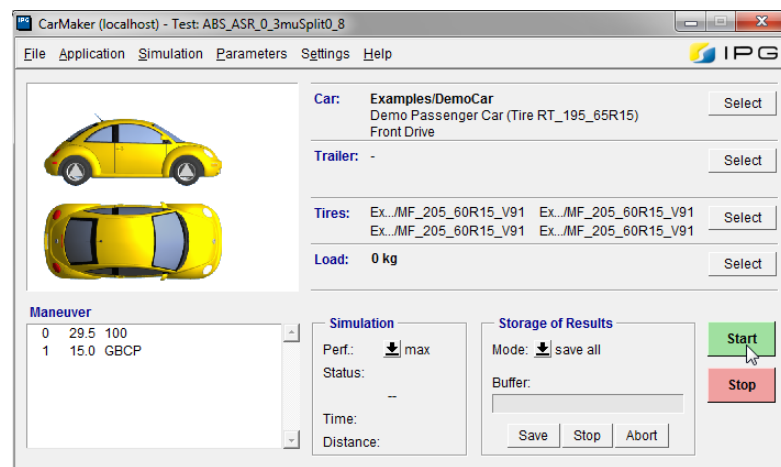 CarMaker (localhost) - Test: ABS_ASR_0_3muSplit0_8
File Application Simulation Parameters Settings Help
IPG
Car: Examples/DemoCar Select
Demo Passenger Car (Tire RT_195_65R15)
Front Drive
Trailer: - Select
Tires: Ex.../MF_205_60R15_V91 Ex.../MF_205_60R15_V91 Select
Ex.../MF_205_60R15_V91 Ex.../MF_205_60R15_V91
Load: 0 kg Select
Maneuver
0 29.5 100
1 15.0 GBCP
Simulation
Perf.: max
Status:
--
Time:
Distance:
Storage of Results
Mode: save all
Buffer:
Save Stop Abort
Start
Stop